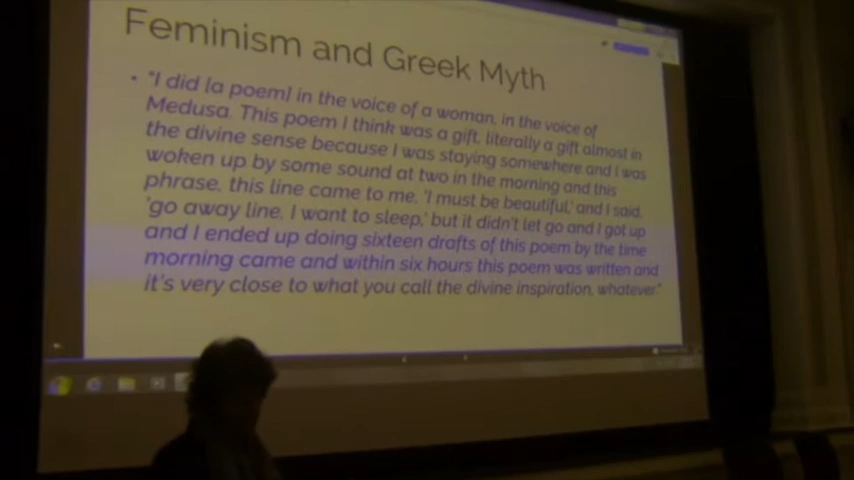 Feminism and Greek Myth
• "I did [a poem] in the voice of a woman, in the voice of
Medusa. This poem I think was a gift, literally a gift almost in
the divine sense because I was staying somewhere and I was
woken up by some sound at two in the morning and this
phrase, this line came to me, 'I must be beautiful,' and I said,
'go away line, I want to sleep,' but it didn't let go and I got up
and I ended up doing sixteen drafts of this poem by the time
morning came and within six hours this poem was written and
it's very close to what you call the divine inspiration, whatever"